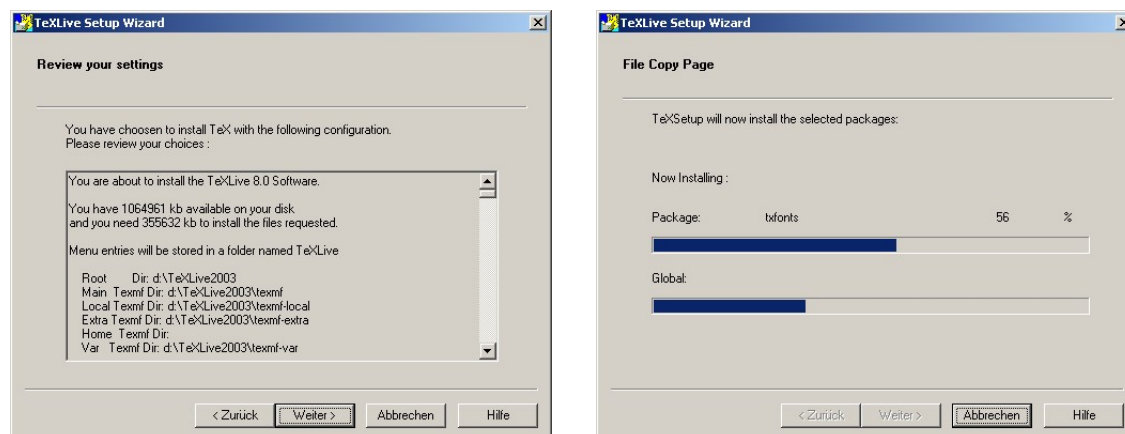 TeXLive Setup Wizard
Review your settings
You have choosen to install TeX with the following configuration.
Please review your choices :
You are about to install the TeXLive 8.0 Software.
You have 1064961 kb available on your disk
and you need 355632 kb to install the files requested.
Menu entries will be stored in a folder named TeXLive
Root Dir: d:\TeXLive2003
Main Texmf Dir: d:\TeXLive2003\texmf
Local Texmf Dir: d:\TeXLive2003\texmf-local
Extra Texmf Dir: d:\TeXLive2003\texmf-extra
Home Texmf Dir:
Var Texmf Dir: d:\TeXLive2003\texmf-var
< Zurück Weiter > Abbrechen Hilfe
TeXLive Setup Wizard
File Copy Page
TeXSetup will now install the selected packages:
Now Installing :
Package: txfonts 56 %
Global:
< Zurück Weiter > Abbrechen Hilfe